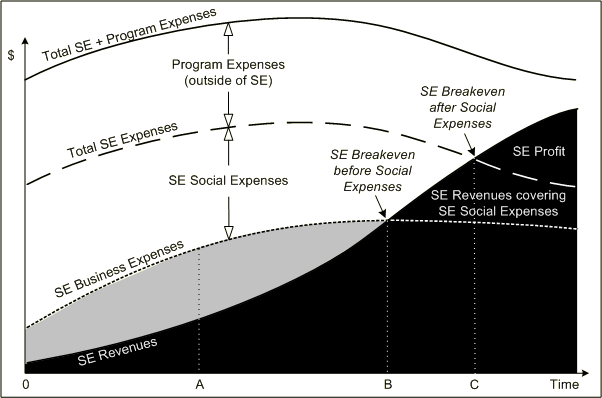 Total SE + Program Expenses
$
Program Expenses
(outside of SE)
SE Breakeven
after Social
Expenses
Total SE Expenses
SE Breakeven
before Social
Expenses
SE Profit
SE Social Expenses
SE Revenues covering
SE Social Expenses
SE Business Expenses
SE Revenues
0
A
B
C
Time